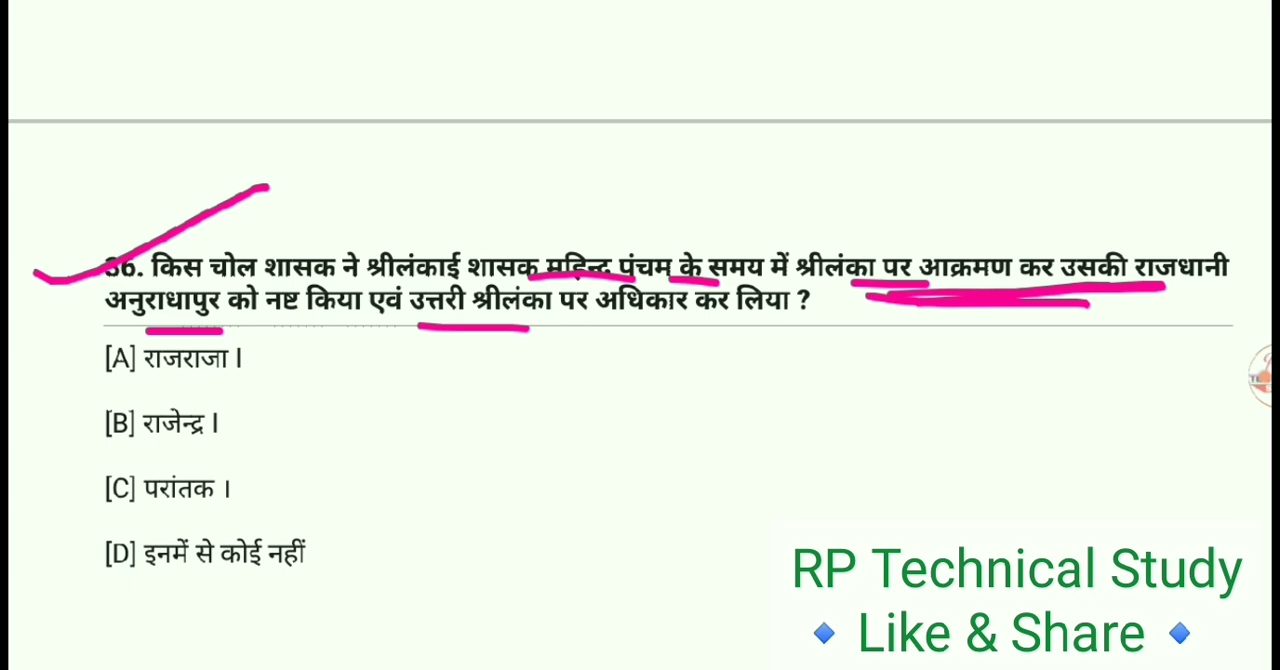 36. किस चोल शासक ने श्रीलंकाई शासक महिन्द पंचम के समय में श्रीलंका पर आक्रमण कर उसकी राजधानी
अनुराधापुर को नष्ट किया एवं उत्तरी श्रीलंका पर अधिकार कर लिया ?
[A] राजराजा I
[B] राजेन्द्र I
[C] परांतक I
[D] इनमें से कोई नहीं
RP Technical Study
🔹 Like & Share 🔹